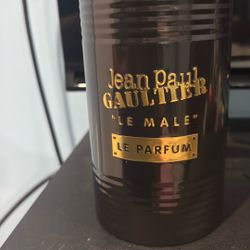 Jean Paul
GAULTIER
"LE MALE"
LE PARFUM